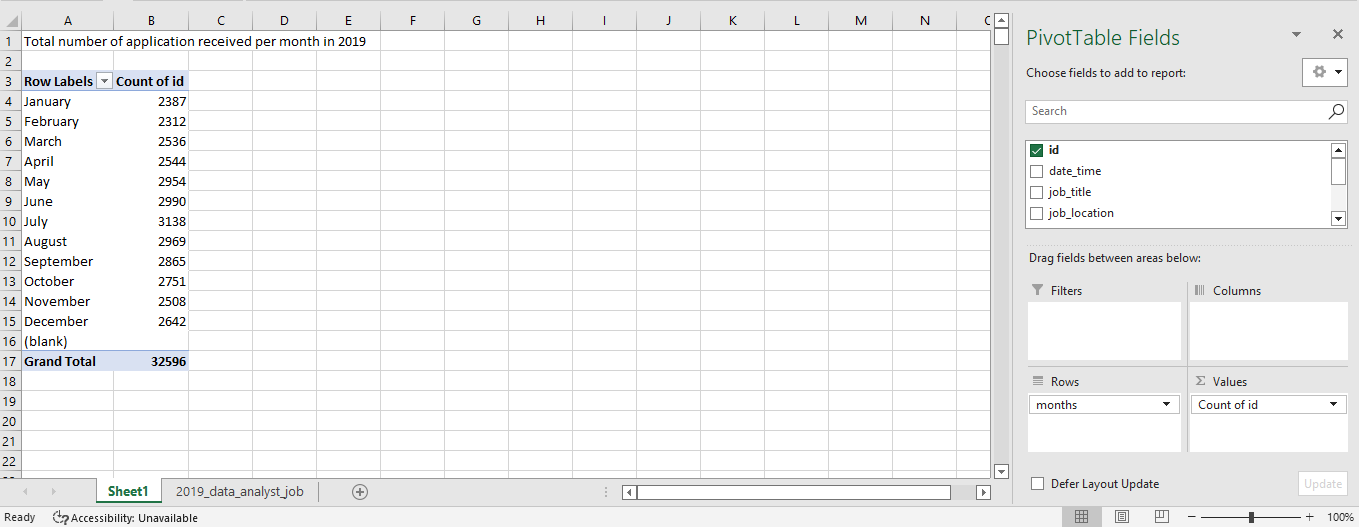 A B C D E F G H I J K L M N
1 Total number of application received per month in 2019
2
3 Row Labels Count of id
4 January 2387
5 February 2312
6 March 2536
7 April 2544
8 May 2954
9 June 2990
10 July 3138
11 August 2969
12 September 2865
13 October 2751
14 November 2508
15 December 2642
16 (blank)
17 Grand Total 32596
18
19
20
21
22
Sheet1 2019_data_analyst_job
Ready Accessibility: Unavailable
PivotTable Fields
Choose fields to add to report:
Search
id
date_time
job_title
job_location
Drag fields between areas below:
Filters Columns
Rows Σ Values
months Count of id
Defer Layout Update Update
100%